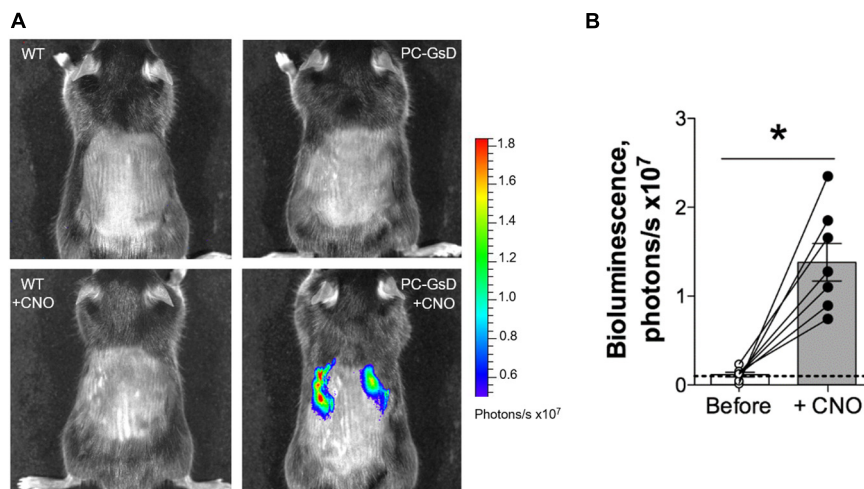 A
B
WT
PC-GsD
WT
+CNO
PC-GsD
+CNO
1.8
1.6
1.4
1.2
1.0
0.8
0.6
Photons/s x10⁷
Bioluminescence,
photons/s x10⁷
3
2
1
0
*
Before
+ CNO